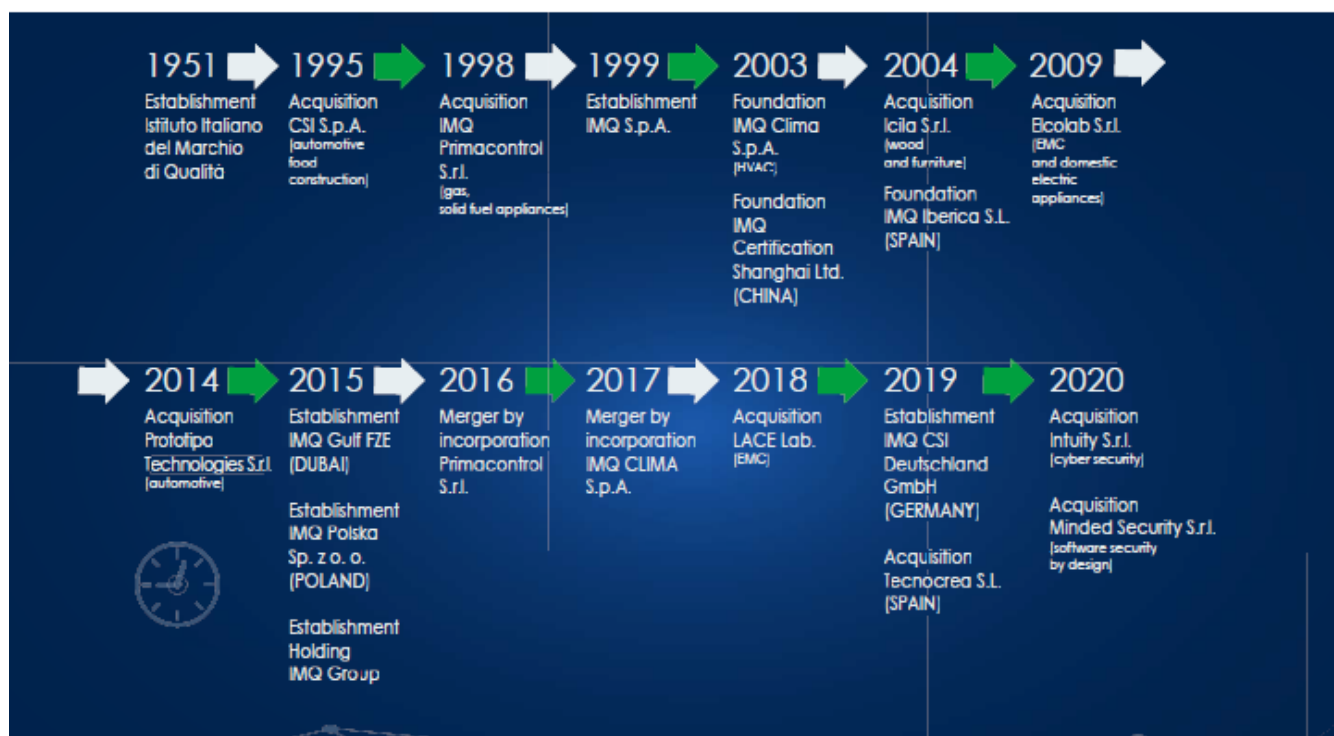 1951
Establishment
Istituto Italiano
del Marchio
di Qualità
1995
Acquisition
CSI S.p.A.
(automotive
food
construction)
1998
Acquisition
IMQ
Primacontrol
S.r.l.
(gas,
solid fuel appliances)
1999
Establishment
IMQ S.p.A.
2003
Foundation
IMQ Clima
S.p.A.
(HVAC)
Foundation
IMQ
Certification
Shanghai Ltd.
(CHINA)
2004
Acquisition
Icila S.r.l.
(wood
and furniture)
Foundation
IMQ Iberica S.L.
(SPAIN)
2009
Acquisition
Elcolab S.r.l.
(EMC
and domestic
electric
appliances)
2014
Acquisition
Prototipo
Technologies S.r.l.
(automotive)
2015
Establishment
IMQ Gulf FZE
(DUBAI)
Establishment
IMQ Polska
Sp. z o. o.
(POLAND)
Establishment
Holding
IMQ Group
2016
Merger by
incorporation
Primacontrol
S.r.l.
2017
Merger by
incorporation
IMQ CLIMA
S.p.A.
2018
Acquisition
LACE Lab.
(EMC)
2019
Establishment
IMQ CSI
Deutschland
GmbH
(GERMANY)
Acquisition
Tecnocrea S.L.
(SPAIN)
2020
Acquisition
Intuity S.r.l.
(cyber security)
Acquisition
Minded Security S.r.l.
(software security
by design)